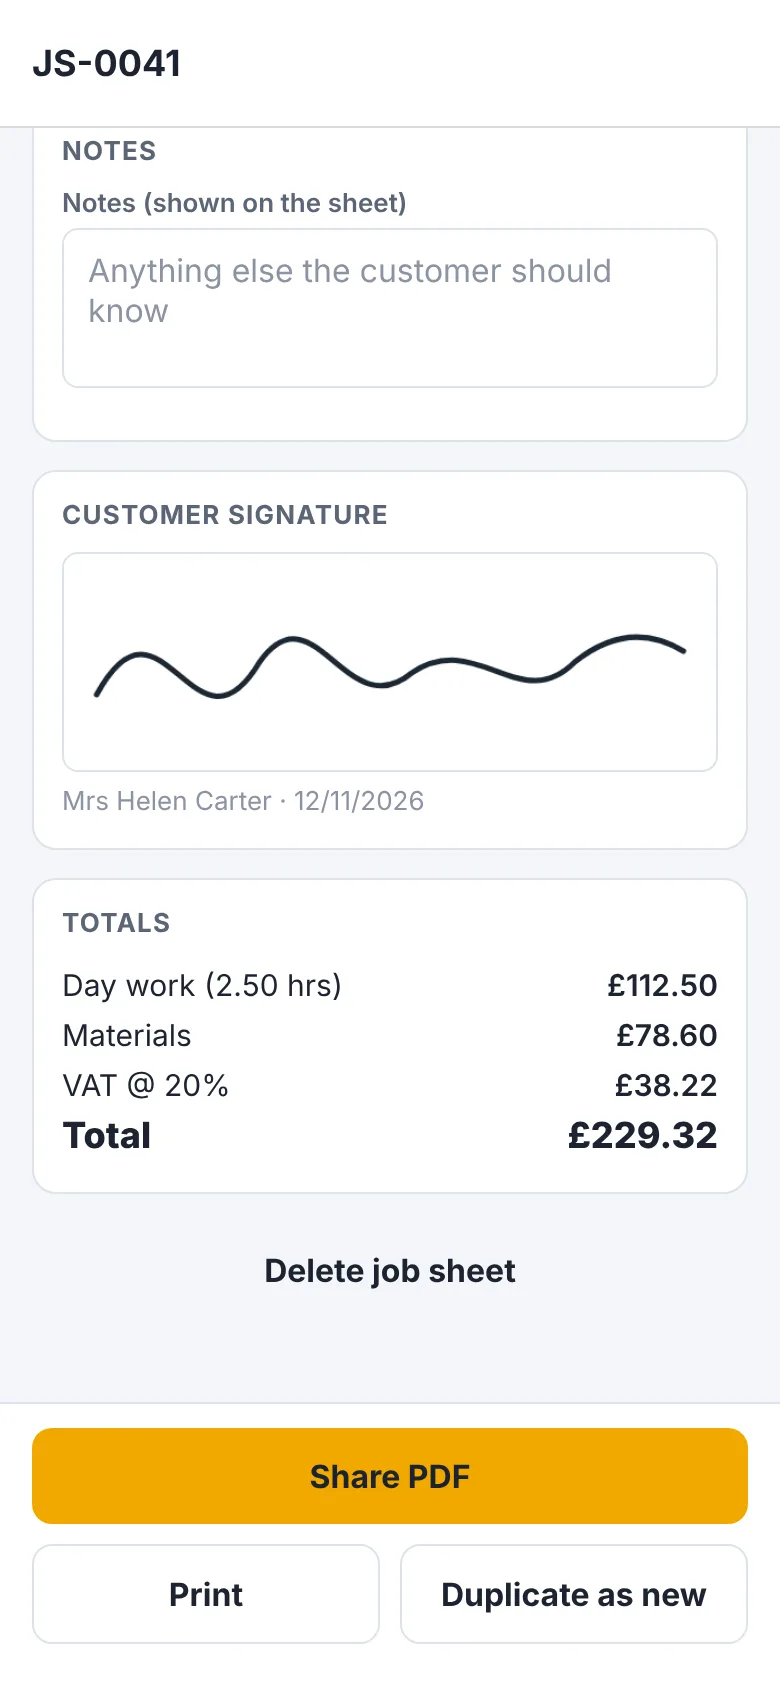 JS-0041
NOTES
Notes (shown on the sheet)
Anything else the customer should
know
CUSTOMER SIGNATURE
Mrs Helen Carter · 12/11/2026
TOTALS
Day work (2.50 hrs) £112.50
Materials £78.60
VAT @ 20% £38.22
Total £229.32
Delete job sheet
Share PDF
Print Duplicate as new